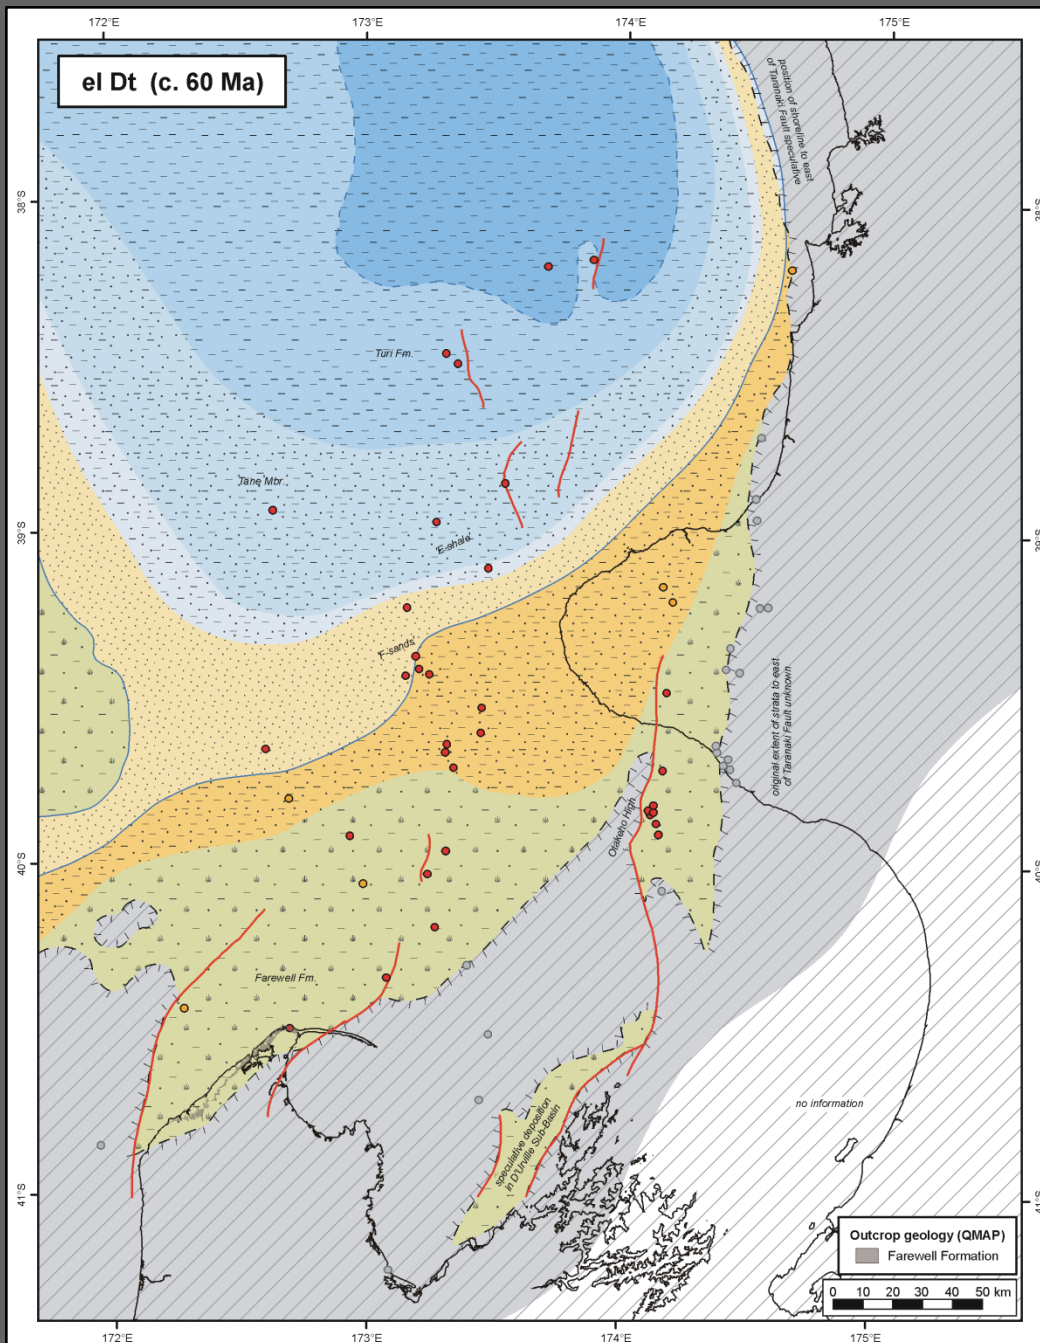 172°E
173°E
174°E
175°E
el Dt (c. 60 Ma)
position of shoreline to east
of Taranaki Fault speculative
38°S
38°S
Turi Fm.
Tane Mbr.
39°S
39°S
'E-shale'
'F-sands'
original extent of strata to east
of Taranaki Fault unknown
Otakeho High
40°S
40°S
Farewell Fm.
speculative deposition
in D'Urville Sub-Basin
no information
41°S
41°S
Outcrop geology (QMAP)
Farewell Formation
0 10 20 30 40 50 km
172°E
173°E
174°E
175°E